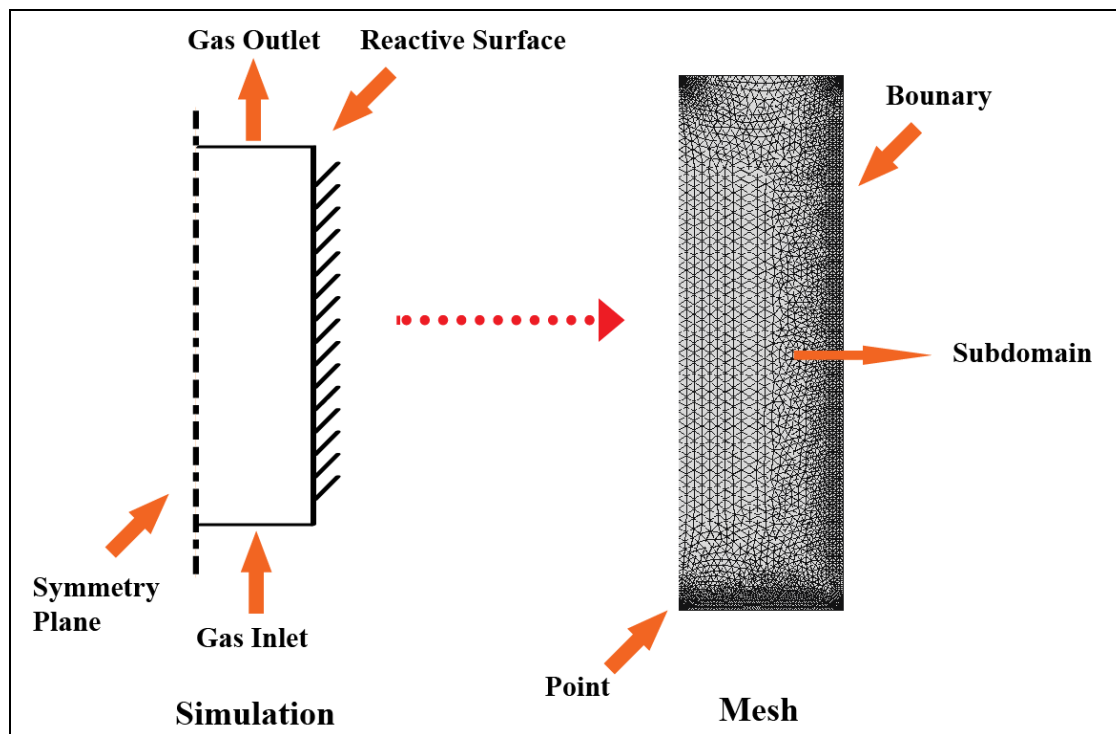 Gas Outlet
Reactive Surface
Bounary
Subdomain
Symmetry
Plane
Gas Inlet
Point
Simulation
Mesh